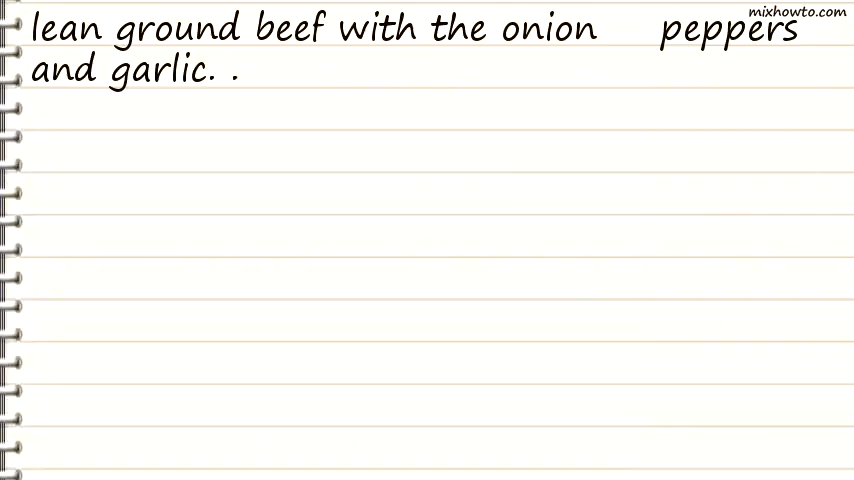 mixhowto.com
lean ground beef with the onion peppers
and garlic. .